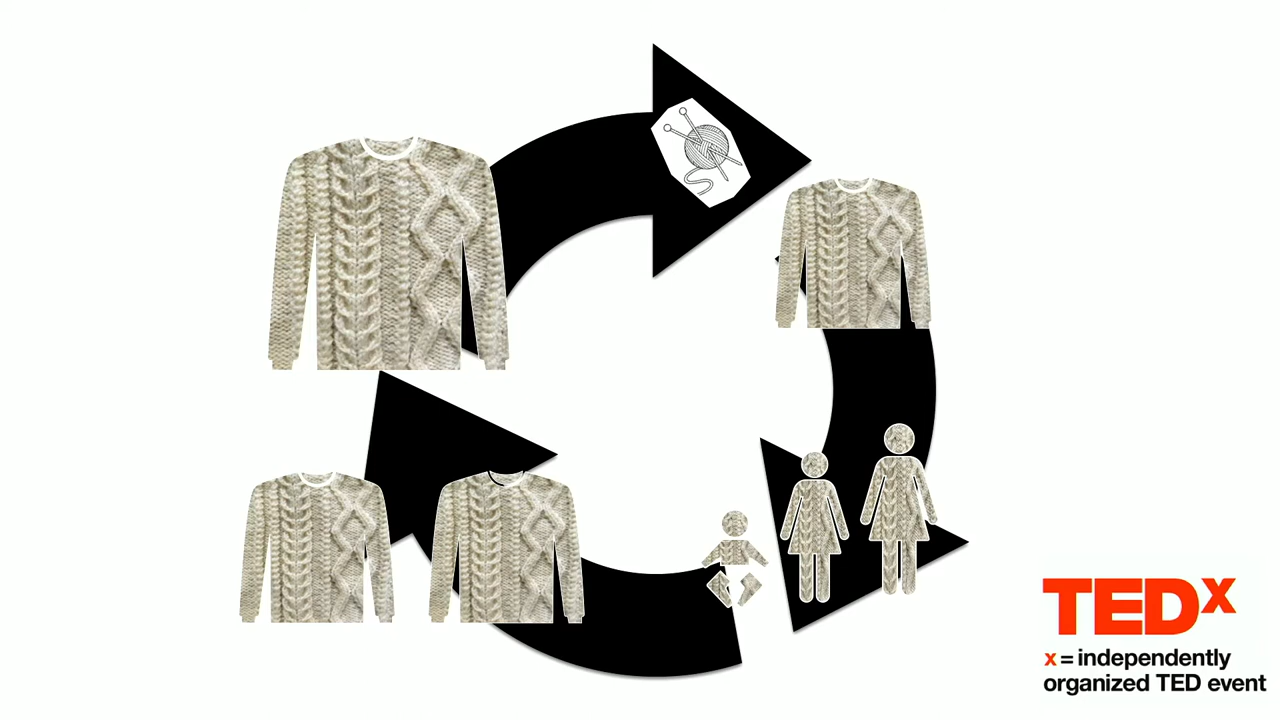 TEDx
x = independently
organized TED event